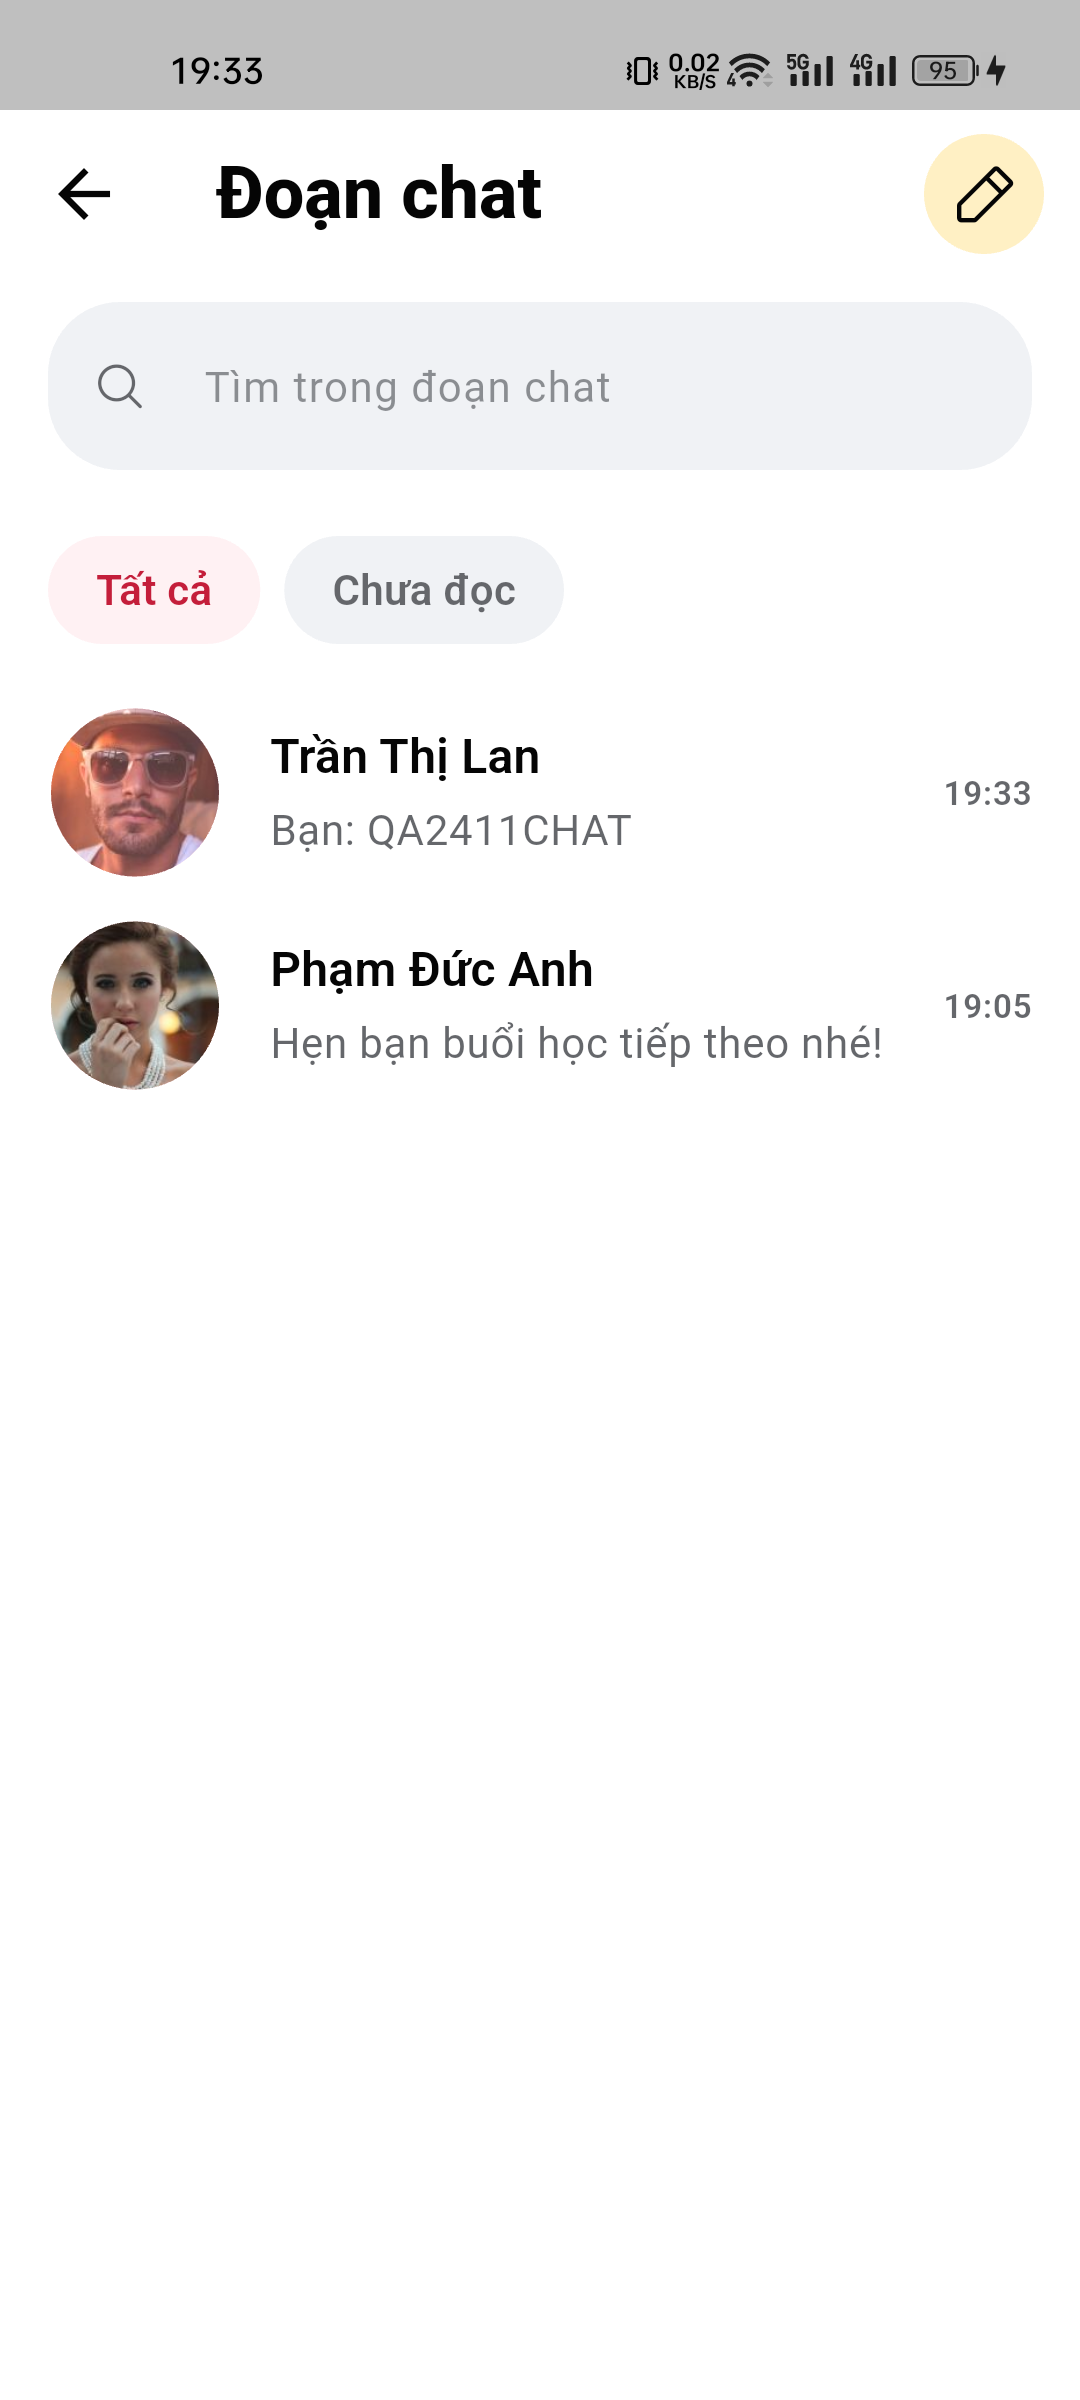 19:33
0.02
KB/S
4
5G
4G
95
Đoạn chat
Tìm trong đoạn chat
Tất cả
Chưa đọc
Trần Thị Lan
Bạn: QA2411CHAT
19:33
Phạm Đức Anh
Hẹn bạn buổi học tiếp theo nhé!
19:05